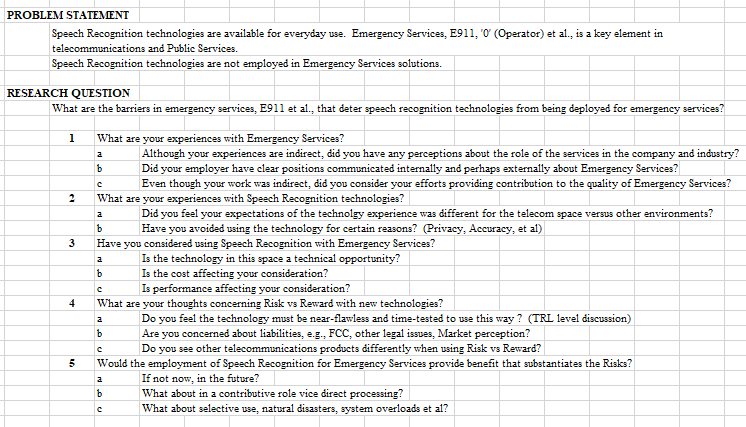 PROBLEM STATEMENT
Speech Recognition technologies are available for everyday use.  Emergency Services, E911, '0' (Operator) et al., is a key element in
telecommunications and Public Services.
Speech Recognition technologies are not employed in Emergency Services solutions.
RESEARCH QUESTION
What are the barriers in emergency services, E911 et al., that deter speech recognition technologies from being deployed for emergency services?
1 What are your experiences with Emergency Services?
a Although your experiences are indirect, did you have any perceptions about the role of the services in the company and industry?
b Did your employer have clear positions communicated internally and perhaps externally about Emergency Services?
c Even though your work was indirect, did you consider your efforts providing contribution to the quality of Emergency Services?
2 What are your experiences with Speech Recognition technologies?
a Did you feel your expectations of the technolgy experience was different for the telecom space versus other environments?
b Have you avoided using the technology for certain reasons?  (Privacy, Accuracy, et al)
3 Have you considered using Speech Recognition with Emergency Services?
a Is the technology in this space a technical opportunity?
b Is the cost affecting your consideration?
c Is performance affecting your consideration?
4 What are your thoughts concerning Risk vs Reward with new technologies?
a Do you feel the technology must be near-flawless and time-tested to use this way ?  (TRL level discussion)
b Are you concerned about liabilities, e.g., FCC, other legal issues, Market perception?
c Do you see other telecommunications products differently when using Risk vs Reward?
5 Would the employment of Speech Recognition for Emergency Services provide benefit that substantiates the Risks?
a If not now, in the future?
b What about in a contributive role vice direct processing?
c What about selective use, natural disasters, system overloads et al?